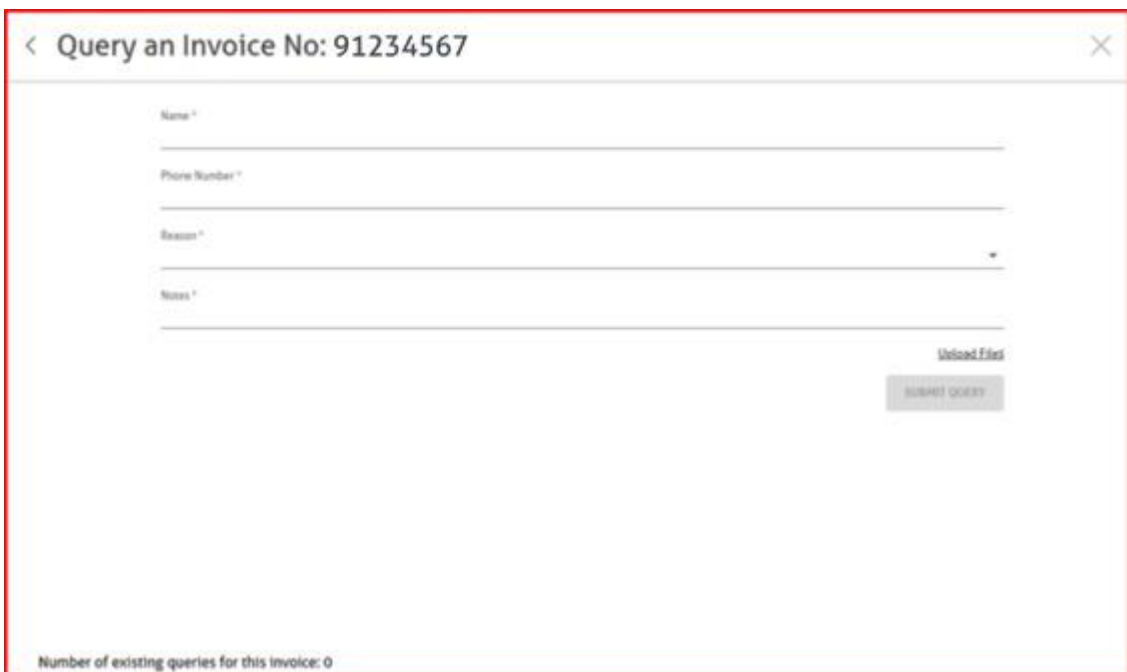 Query an Invoice No: 91234567
Name *
Phone Number *
Reason *
Notes *
Upload Files
SUBMIT QUERY
Number of existing queries for this invoice: 0